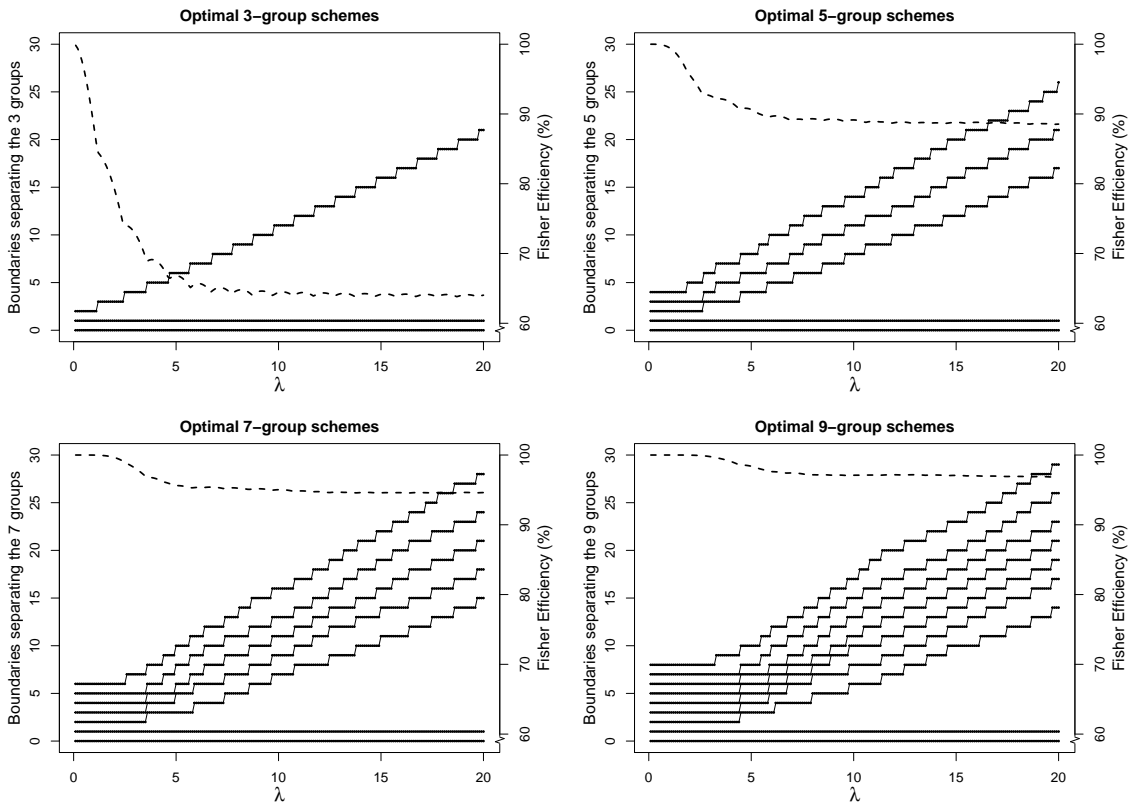 Optimal 3−group schemes
Boundaries separating the 3 groups
30
25
20
15
10
5
0
100
90
80
70
60
Fisher Efficiency (%)
0 5 10 15 20
λ
Optimal 5−group schemes
Boundaries separating the 5 groups
30
25
20
15
10
5
0
100
90
80
70
60
Fisher Efficiency (%)
0 5 10 15 20
λ
Optimal 7−group schemes
Boundaries separating the 7 groups
30
25
20
15
10
5
0
100
90
80
70
60
Fisher Efficiency (%)
0 5 10 15 20
λ
Optimal 9−group schemes
Boundaries separating the 9 groups
30
25
20
15
10
5
0
100
90
80
70
60
Fisher Efficiency (%)
0 5 10 15 20
λ